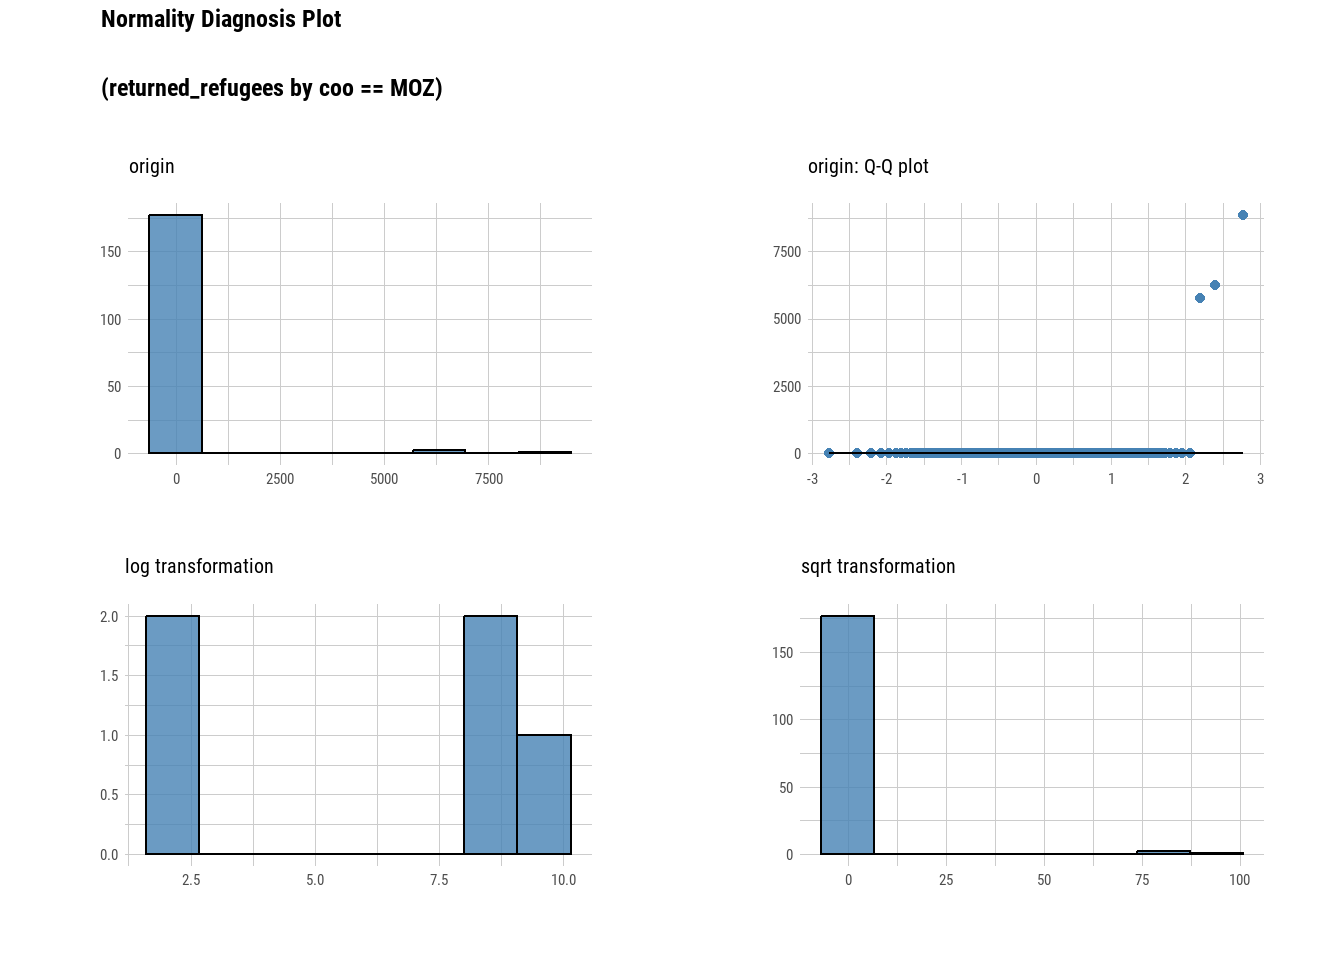 Normality Diagnosis Plot
(returned_refugees by coo == MOZ)
origin
150
100
50
0
0 2500 5000 7500
origin: Q-Q plot
7500
5000
2500
0
-3 -2 -1 0 1 2 3
log transformation
2.0
1.5
1.0
0.5
0.0
2.5 5.0 7.5 10.0
sqrt transformation
150
100
50
0
0 25 50 75 100